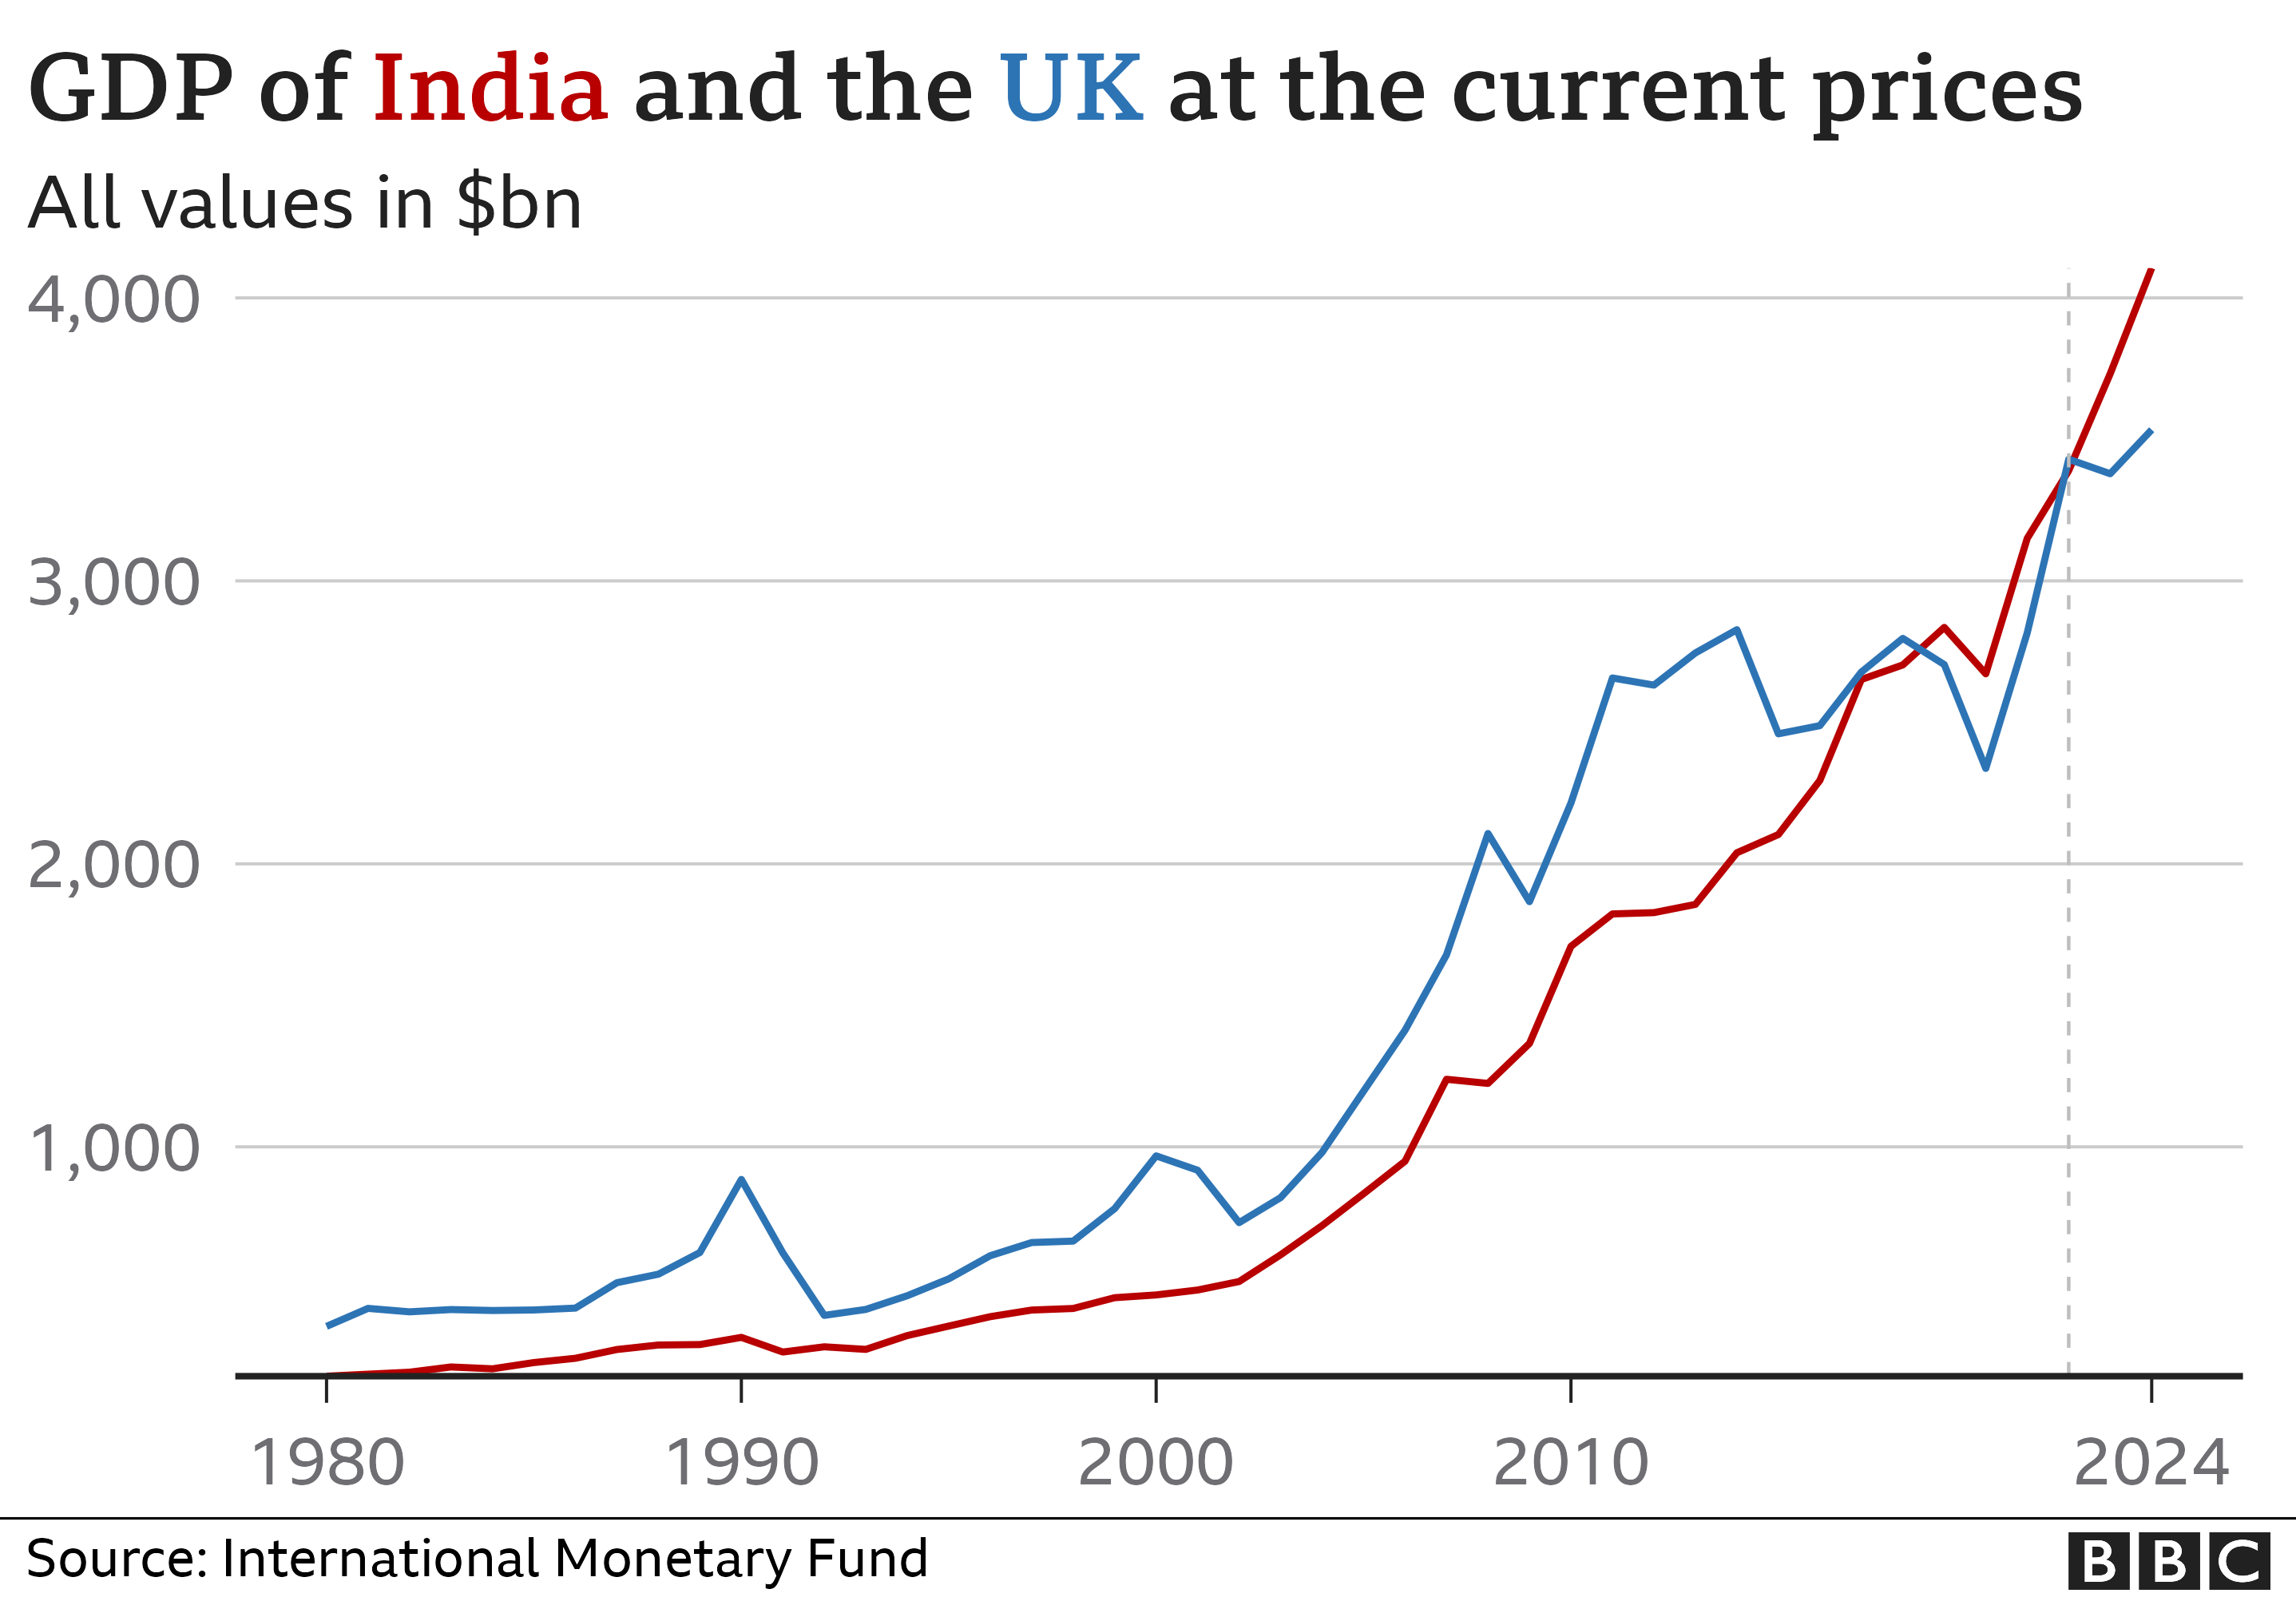 GDP of India and the UK at the current prices
All values in $bn
4,000
3,000
2,000
1,000
1980 1990 2000 2010 2024
Source: International Monetary Fund BBC